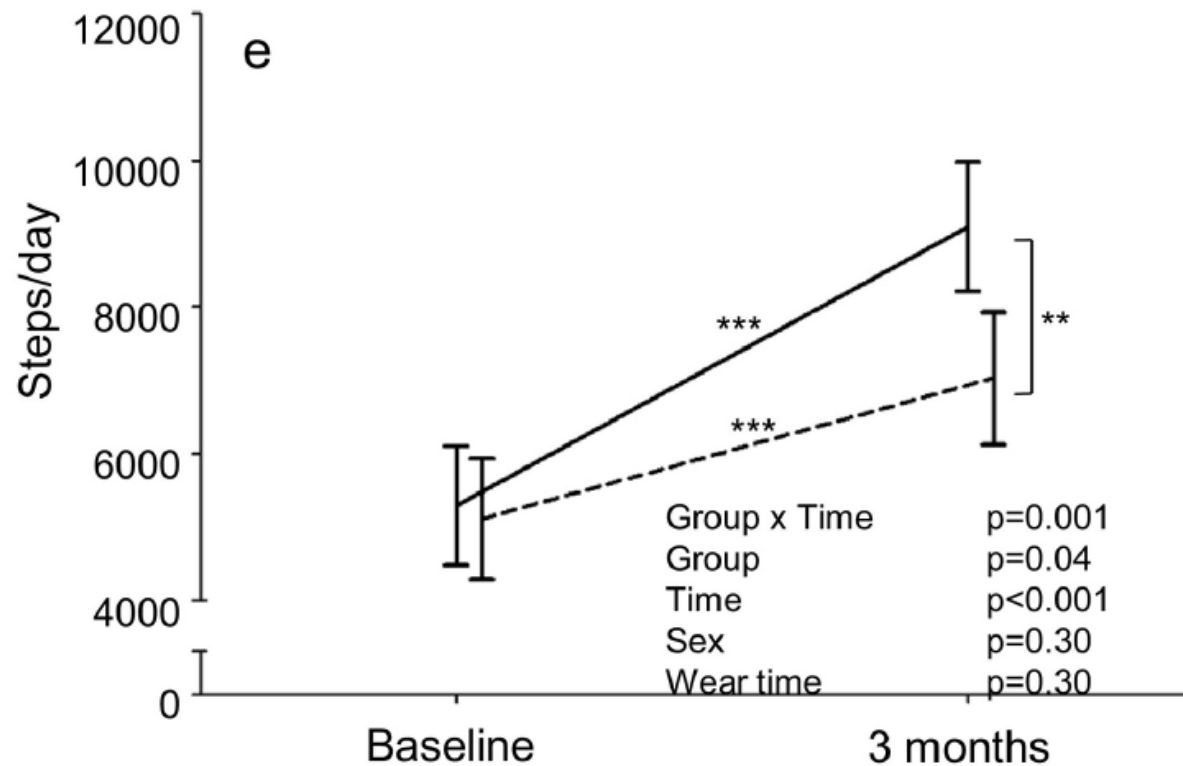 12000
e
10000
8000
6000
4000
0
Steps/day
***
***
**
Group x Time p=0.001
Group p=0.04
Time p<0.001
Sex p=0.30
Wear time p=0.30
Baseline 3 months